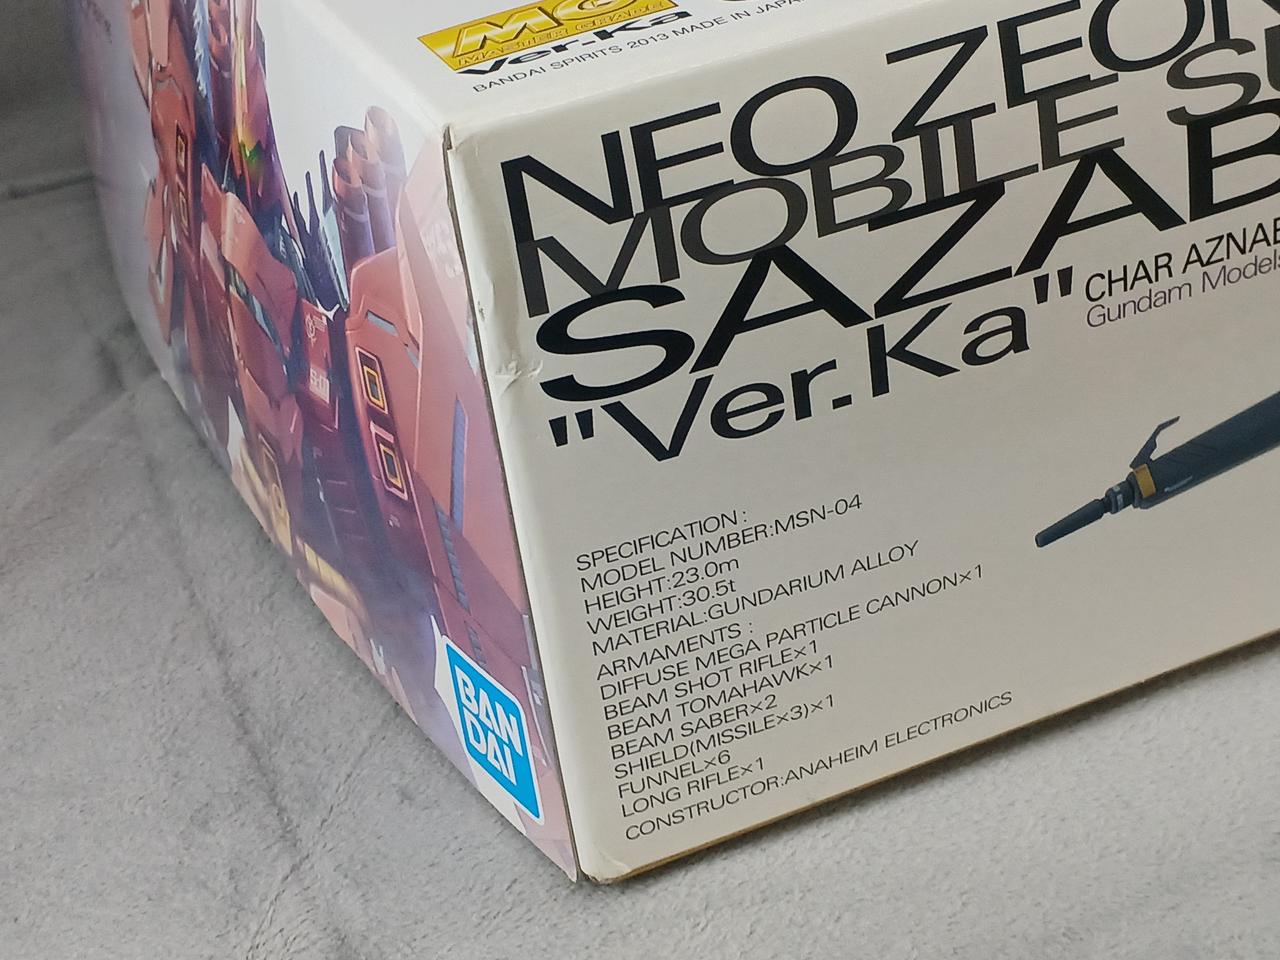 MG
MASTER GRADE
Ver.Ka
BANDAI SPIRITS 2013 MADE IN JAPA
NEO ZEON
MOBILE SU
SAZAB
"Ver.Ka"
CHAR AZNAB
Gundam Models
SPECIFICATION :
MODEL NUMBER:MSN-04
HEIGHT:23.0m
WEIGHT:30.5t
MATERIAL:GUNDARIUM ALLOY
ARMAMENTS :
DIFFUSE MEGA PARTICLE CANNON×1
BEAM SHOT RIFLE×1
BEAM TOMAHAWK×1
BEAM SABER×2
SHIELD(MISSILE×3)×1
FUNNEL×6
LONG RIFLE×1
CONSTRUCTOR:ANAHEIM ELECTRONICS
BAN
DAI